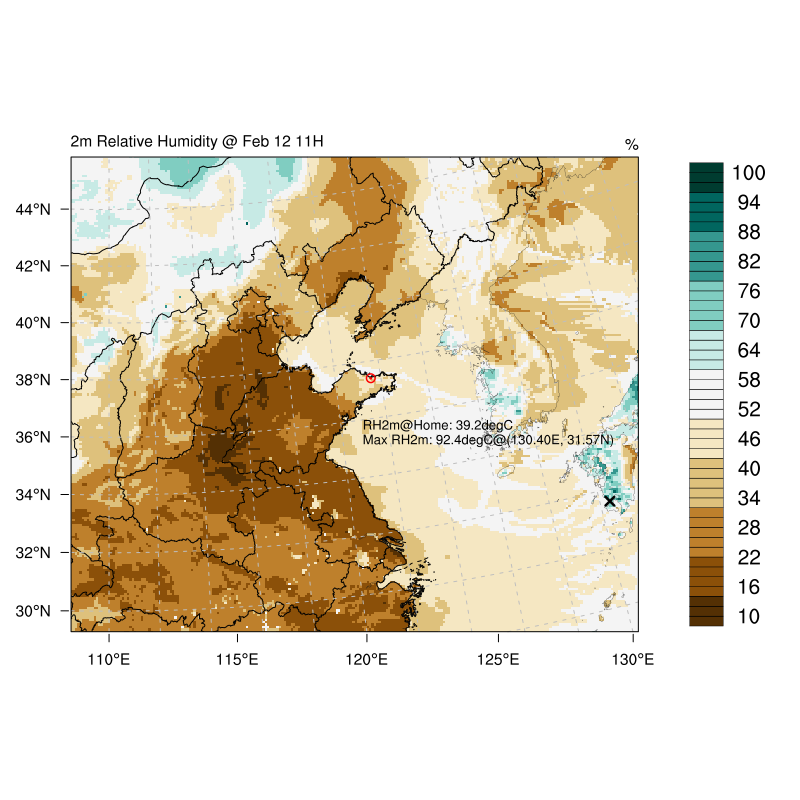 2m Relative Humidity @ Feb 12 11H
%
44°N
42°N
40°N
38°N
36°N
34°N
32°N
30°N
110°E
115°E
120°E
125°E
130°E
RH2m@Home: 39.2degC
Max RH2m: 92.4degC@(130.40E, 31.57N)
100
94
88
82
76
70
64
58
52
46
40
34
28
22
16
10